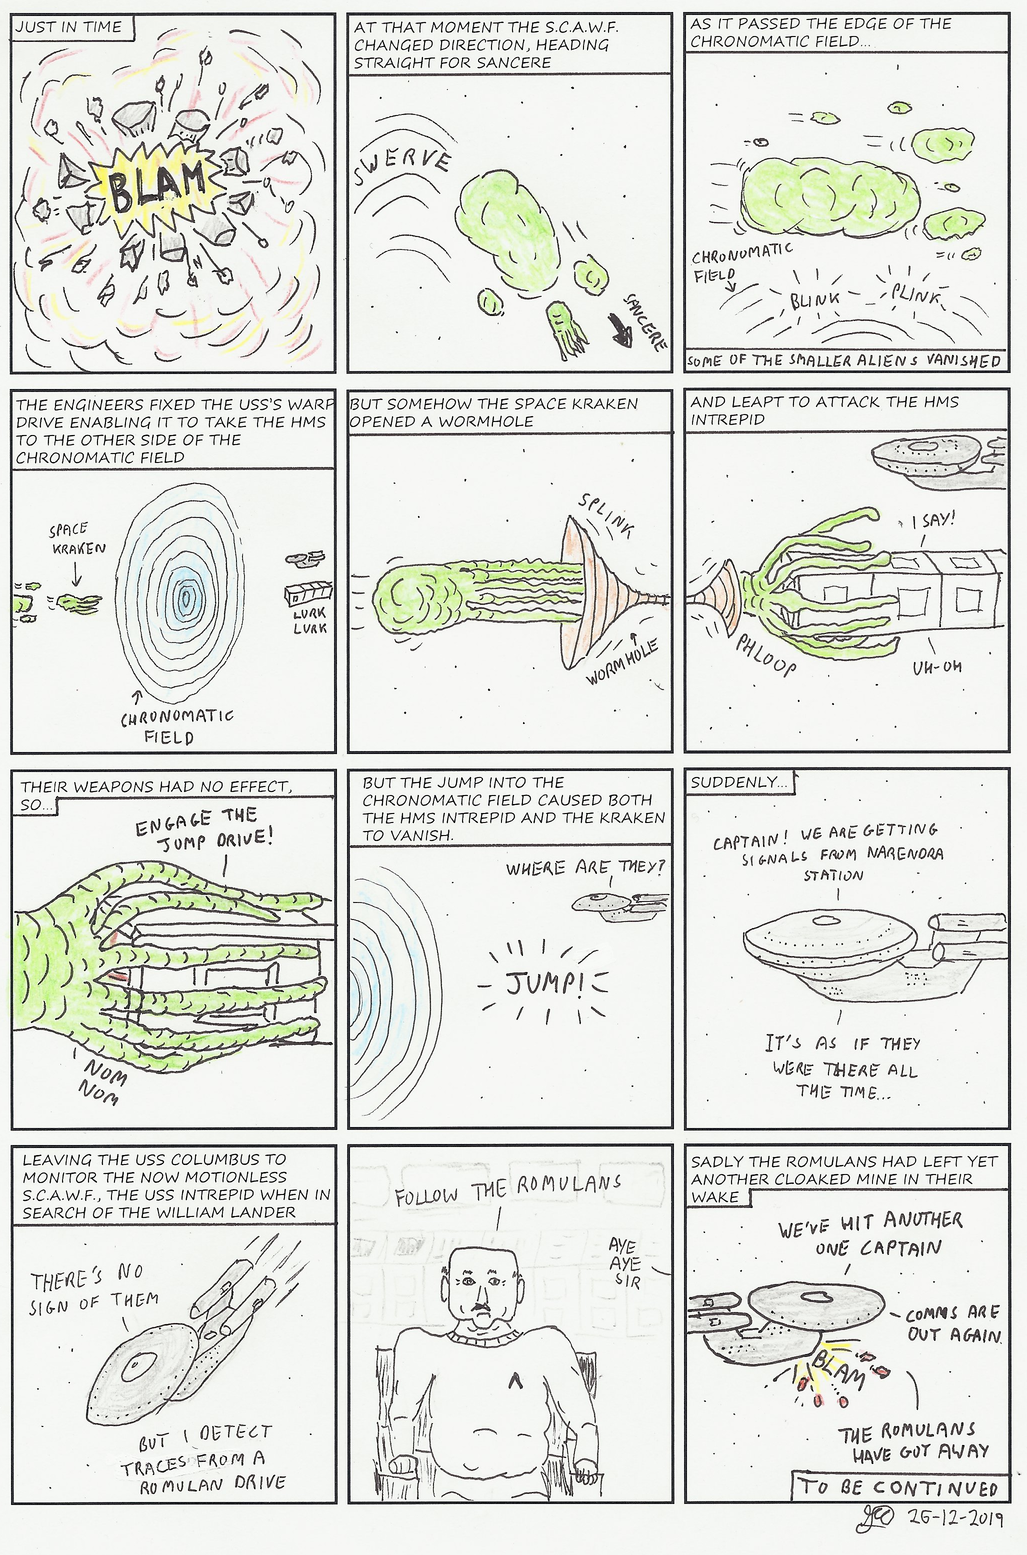 JUST IN TIME
BLAM
AT THAT MOMENT THE S.C.A.W.F.
CHANGED DIRECTION, HEADING
STRAIGHT FOR SANCERE
SWERVE
SANCERE
AS IT PASSED THE EDGE OF THE
CHRONOMATIC FIELD...
CHRONOMATIC
FIELD
BLINK
PLINK
SOME OF THE SMALLER ALIENS VANISHED
THE ENGINEERS FIXED THE USS'S WARP
DRIVE ENABLING IT TO TAKE THE HMS
TO THE OTHER SIDE OF THE
CHRONOMATIC FIELD
SPACE
KRAKEN
LURK
LURK
CHRONOMATIC
FIELD
BUT SOMEHOW THE SPACE KRAKEN
OPENED A WORMHOLE
SPLINK
WORMHOLE
AND LEAPT TO ATTACK THE HMS
INTREPID
I SAY!
PHLOOP
UH-OH
THEIR WEAPONS HAD NO EFFECT,
SO...
ENGAGE THE
JUMP DRIVE!
NOM
NOM
BUT THE JUMP INTO THE
CHRONOMATIC FIELD CAUSED BOTH
THE HMS INTREPID AND THE KRAKEN
TO VANISH.
WHERE ARE THEY?
JUMP!
SUDDENLY...
CAPTAIN! WE ARE GETTING
SIGNALS FROM NARENDRA
STATION
IT'S AS IF THEY
WERE THERE ALL
THE TIME...
LEAVING THE USS COLUMBUS TO
MONITOR THE NOW MOTIONLESS
S.C.A.W.F., THE USS INTREPID WHEN IN
SEARCH OF THE WILLIAM LANDER
THERE'S NO
SIGN OF THEM
BUT I DETECT
TRACES FROM A
ROMULAN DRIVE
FOLLOW THE ROMULANS
AYE
AYE
SIR
SADLY THE ROMULANS HAD LEFT YET
ANOTHER CLOAKED MINE IN THEIR
WAKE
WE'VE HIT ANOTHER
ONE CAPTAIN
COMMS ARE
OUT AGAIN
BLAM
THE ROMULANS
HAVE GOT AWAY
TO BE CONTINUED
26-12-2019